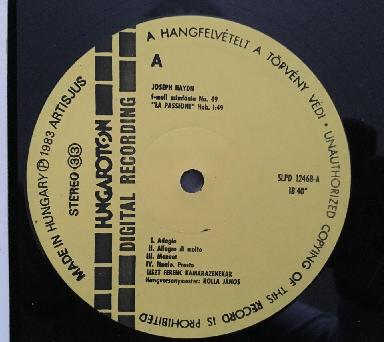 MADE IN HUNGARY Ⓟ 1983 ARTISJUS
A HANGFELVÉTELT A TÖRVÉNY VÉDI • UNAUTHORIZED COPYING OF THIS RECORD IS PROHIBITED
STEREO 33
HUNGAROTON
DIGITAL RECORDING
A
JOSEPH HAYDN
f-moll szimfónia No. 49
"LA PASSIONE" Hob. I:49
SLPD 12468-A
18'40"
I. Adagio
II. Allegro di molto
III. Menuet
IV. Finale. Presto
LISZT FERENC KAMARAZENEKAR
Hangversenymester: ROLLA JÁNOS